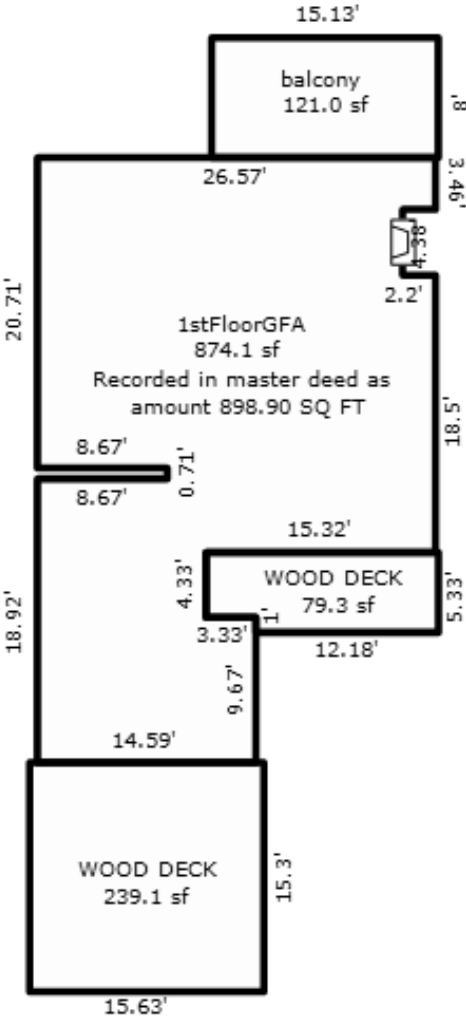 15.13'
balcony
121.0 sf
8'
26.57'
3.46'
4.38
2.2'
20.71'
1stFloorGFA
874.1 sf
Recorded in master deed as
amount 898.90 SQ FT
18.5'
8.67'
0.71'
8.67'
15.32'
4.33'
WOOD DECK
79.3 sf
5.33'
18.92'
3.33'
1'
12.18'
9.67'
14.59'
WOOD DECK
239.1 sf
15.3'
15.63'